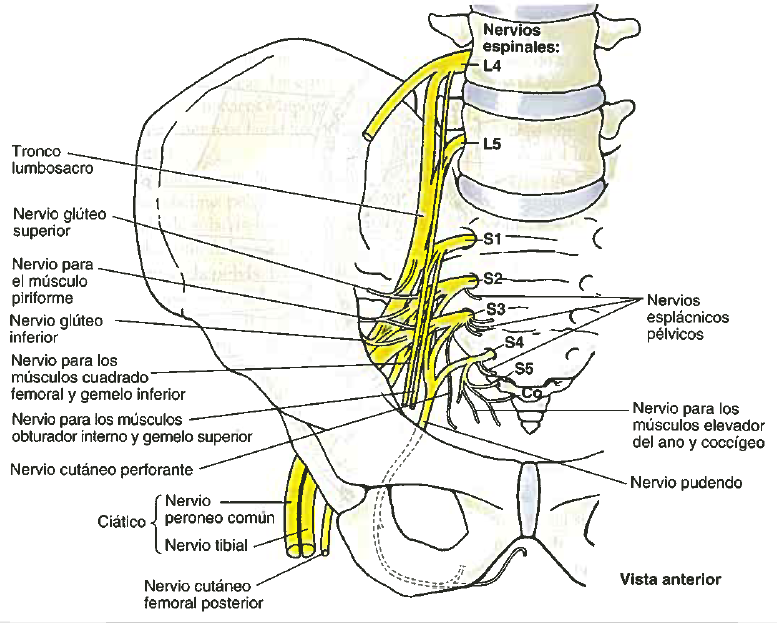 Nervios
espinales:
L4
L5
Tronco
lumbosacro
Nervio glúteo
superior
Nervio para
el músculo
piriforme
Nervio glúteo
inferior
Nervio para los
músculos cuadrado
femoral y gemelo inferior
Nervio para los músculos
obturador interno y gemelo superior
Nervio cutáneo perforante
Ciático
Nervio
peroneo común
Nervio tibial
Nervio cutáneo
femoral posterior
S1
S2
S3
S4
S5
Co
Nervios
esplácnicos
pélvicos
Nervio para los
músculos elevador
del ano y coccígeo
Nervio pudendo
Vista anterior